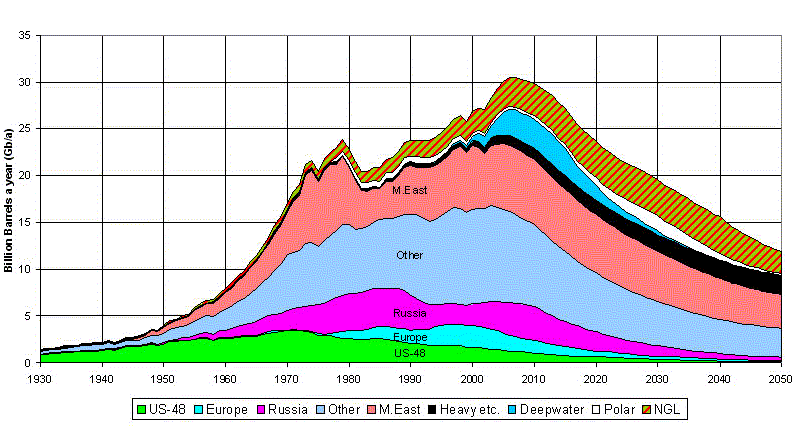 35
30
25
20
15
10
5
0
Billion Barrels a year (Gb/a)
M.East
Other
Russia
Europe
US-48
1930 1940 1950 1960 1970 1980 1990 2000 2010 2020 2030 2040 2050
US-48 Europe Russia Other M.East Heavy etc. Deepwater Polar NGL